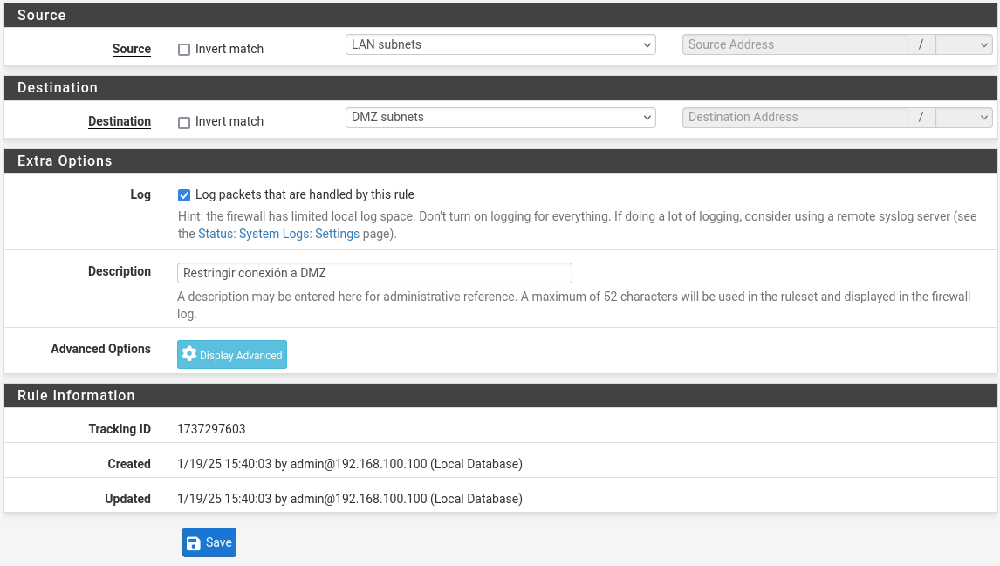 Source
Source Invert match LAN subnets Source Address /
Destination
Destination Invert match DMZ subnets Destination Address /
Extra Options
Log Log packets that are handled by this rule
Hint: the firewall has limited local log space. Don't turn on logging for everything. If doing a lot of logging, consider using a remote syslog server (see
the Status: System Logs: Settings page).
Description Restringir conexión a DMZ
A description may be entered here for administrative reference. A maximum of 52 characters will be used in the ruleset and displayed in the firewall
log.
Advanced Options Display Advanced
Rule Information
Tracking ID 1737297603
Created 1/19/25 15:40:03 by admin@192.168.100.100 (Local Database)
Updated 1/19/25 15:40:03 by admin@192.168.100.100 (Local Database)
Save